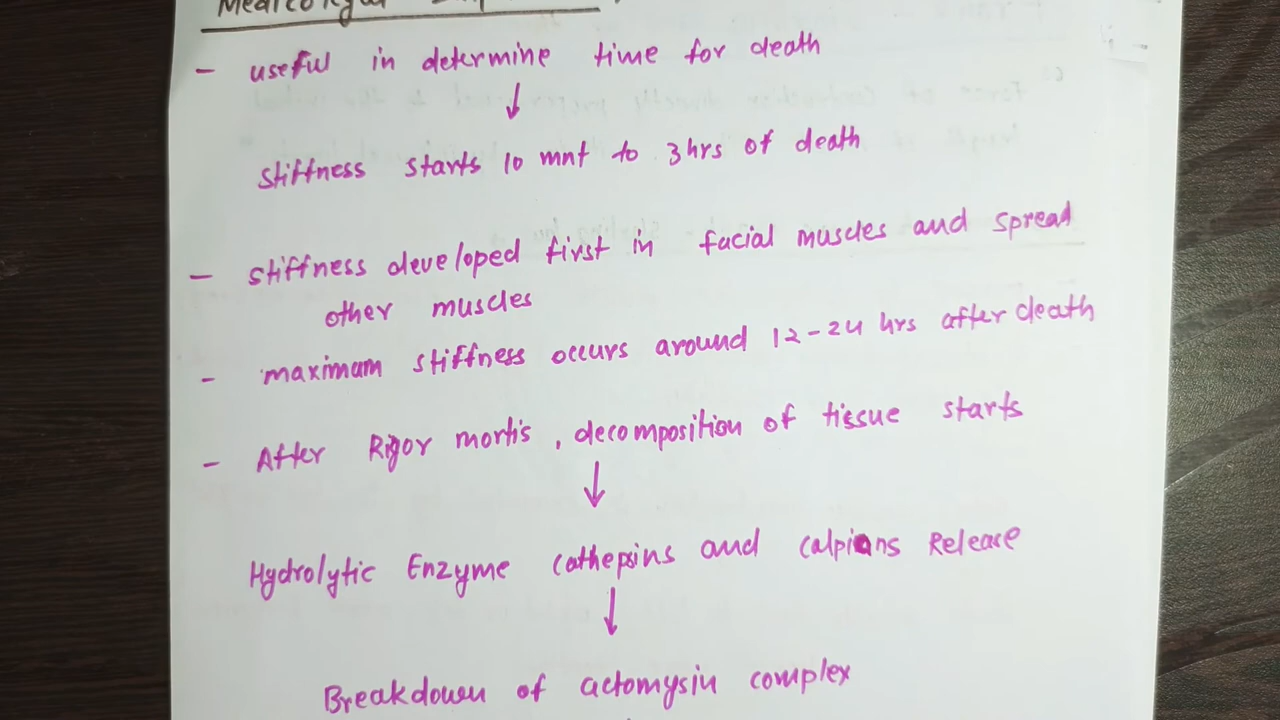 - useful in determine time for death
↓
stiffness starts 10 mnt to 3hrs of death
- stiffness developed first in facial muscles and spread
other muscles
- maximum stiffness occurs around 12-24 hrs after death
- After Rigor mortis, decomposition of tissue starts
↓
Hydrolytic Enzyme cathepsins and calpians Release
↓
Breakdown of actomysin complex